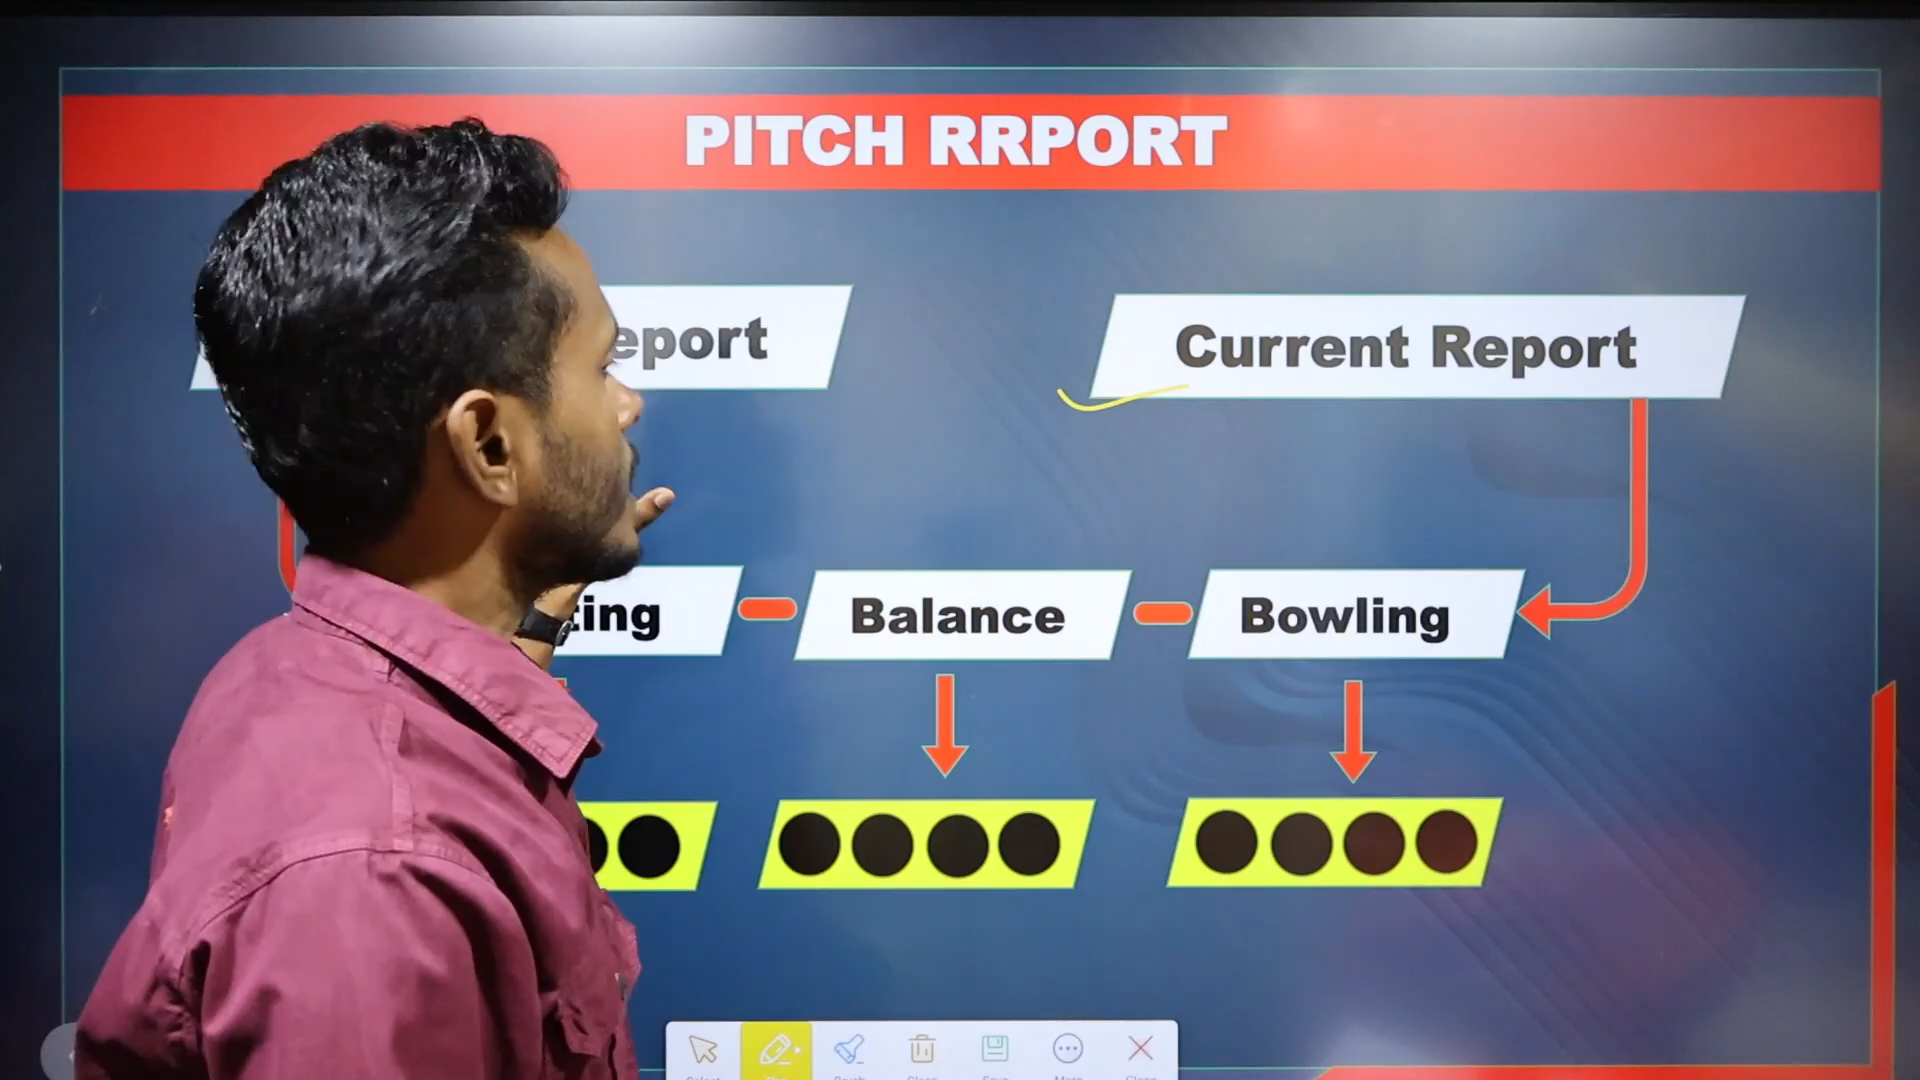 PITCH RRPORT
eport
Current Report
ting
Balance
Bowling